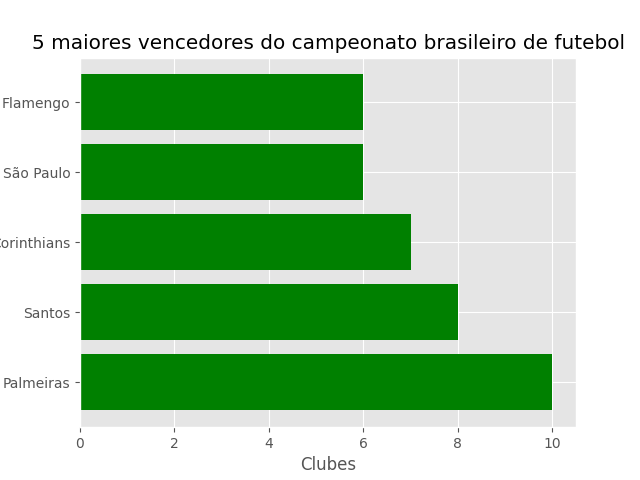 5 maiores vencedores do campeonato brasileiro de futebol
Flamengo
São Paulo
Corinthians
Santos
Palmeiras
0 2 4 6 8 10
Clubes